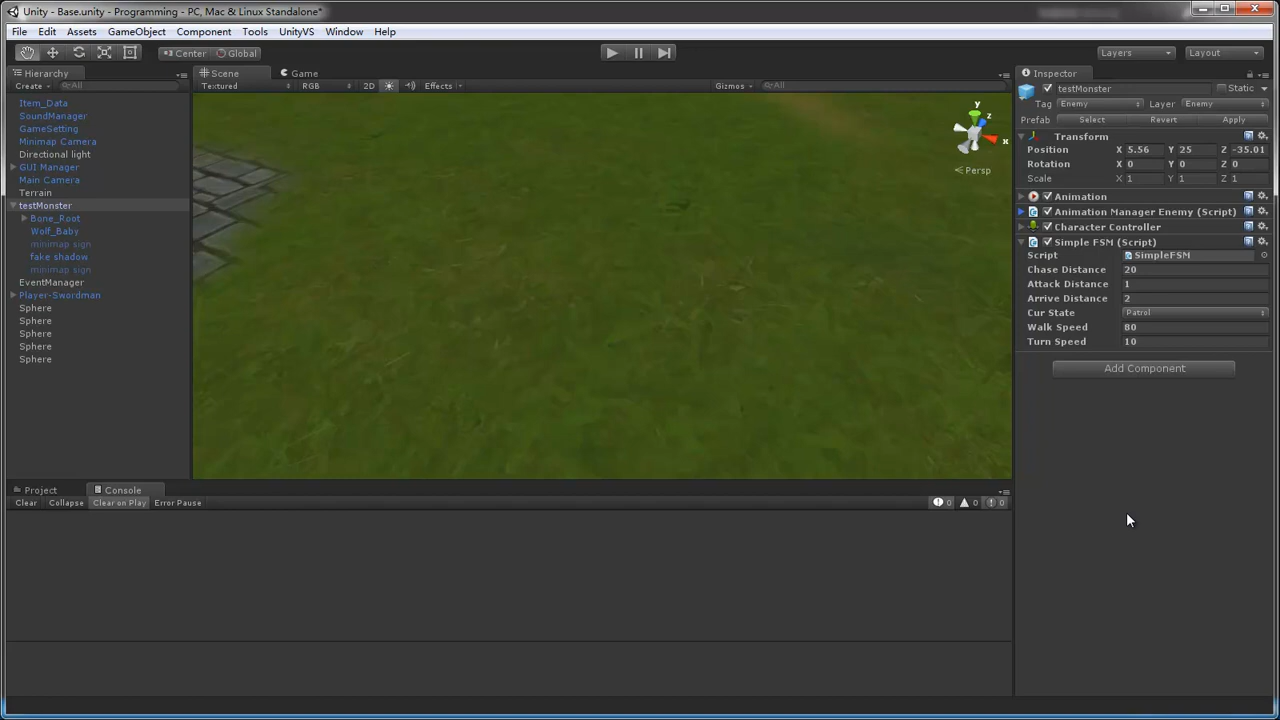 Unity - Base.unity - Programming - PC, Mac & Linux Standalone*
File Edit Assets GameObject Component Tools UnityVS Window Help
Center Global Layers Layout
Hierarchy
Create All
Item_Data
SoundManager
GameSetting
Minimap Camera
Directional light
GUI Manager
Main Camera
Terrain
testMonster
Bone_Root
Wolf_Baby
minimap sign
fake shadow
minimap sign
EventManager
Player-Swordman
Sphere
Sphere
Sphere
Sphere
Sphere
Scene Game
Textured RGB 2D Effects Gizmos All
y
z
x
Persp
Project Console
Clear Collapse Clear on Play Error Pause 0 0 0
Inspector
testMonster Static
Tag Enemy Layer Enemy
Prefab Select Revert Apply
Transform
Position X 5.56 Y 25 Z -35.01
Rotation X 0 Y 0 Z 0
Scale X 1 Y 1 Z 1
Animation
Animation Manager Enemy (Script)
Character Controller
Simple FSM (Script)
Script SimpleFSM
Chase Distance 20
Attack Distance 1
Arrive Distance 2
Cur State Patrol
Walk Speed 80
Turn Speed 10
Add Component